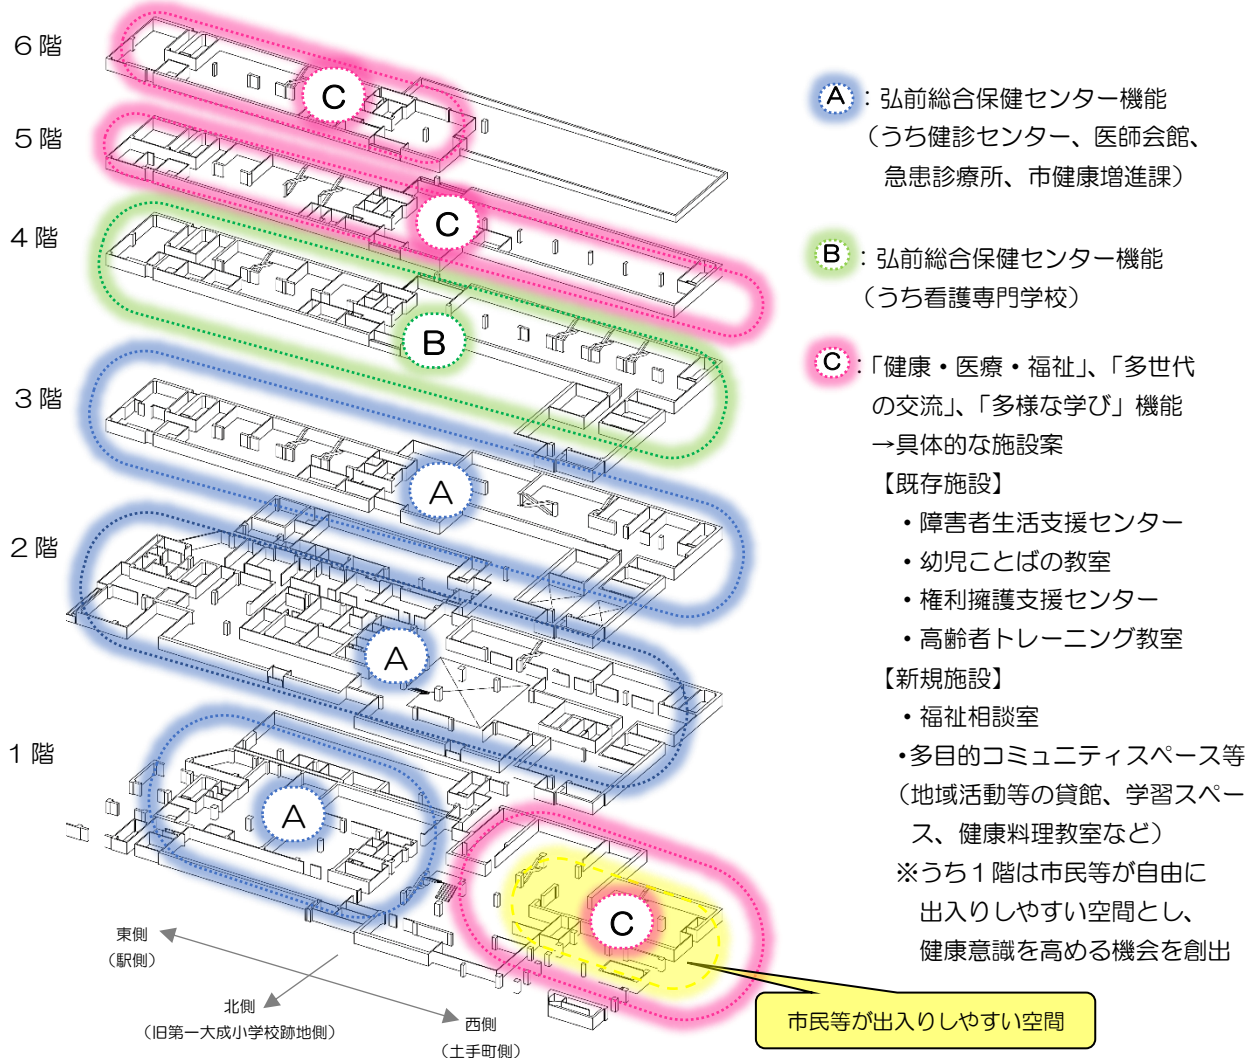 6階
C
5階
C
4階
B
3階
A
2階
A
1階
A
C
東側
（駅側）
北側
（旧第一大成小学校跡地側）
西側
（土手町側）
市民等が出入りしやすい空間
A：弘前総合保健センター機能
（うち健診センター、医師会館、
急患診療所、市健康増進課）
B：弘前総合保健センター機能
（うち看護専門学校）
C：「健康・医療・福祉」、「多世代
の交流」、「多様な学び」機能
→具体的な施設案
【既存施設】
・障害者生活支援センター
・幼児ことばの教室
・権利擁護支援センター
・高齢者トレーニング教室
【新規施設】
・福祉相談室
・多目的コミュニティスペース等
（地域活動等の貸館、学習スペー
ス、健康料理教室など）
※うち1階は市民等が自由に
出入りしやすい空間とし、
健康意識を高める機会を創出